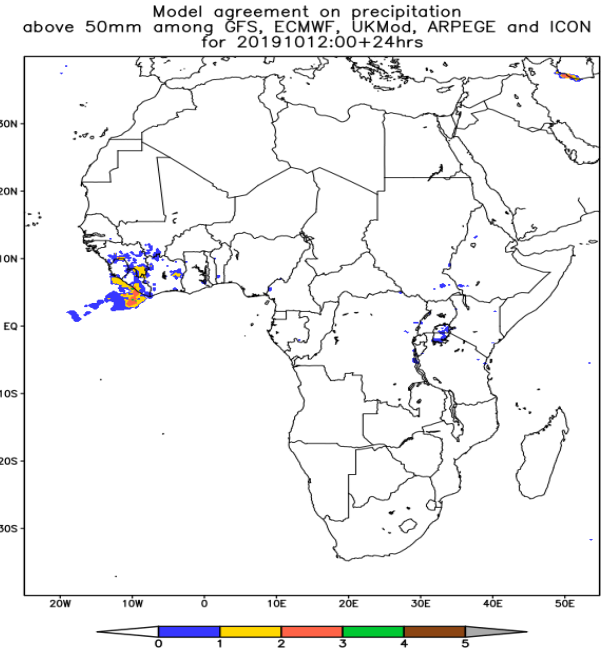 Model agreement on precipitation
above 50mm among GFS, ECMWF, UKMod, ARPEGE and ICON
for 20191012:00+24hrs
30N
20N
10N
EQ
10S
20S
30S
20W 10W 0 10E 20E 30E 40E 50E
0 1 2 3 4 5